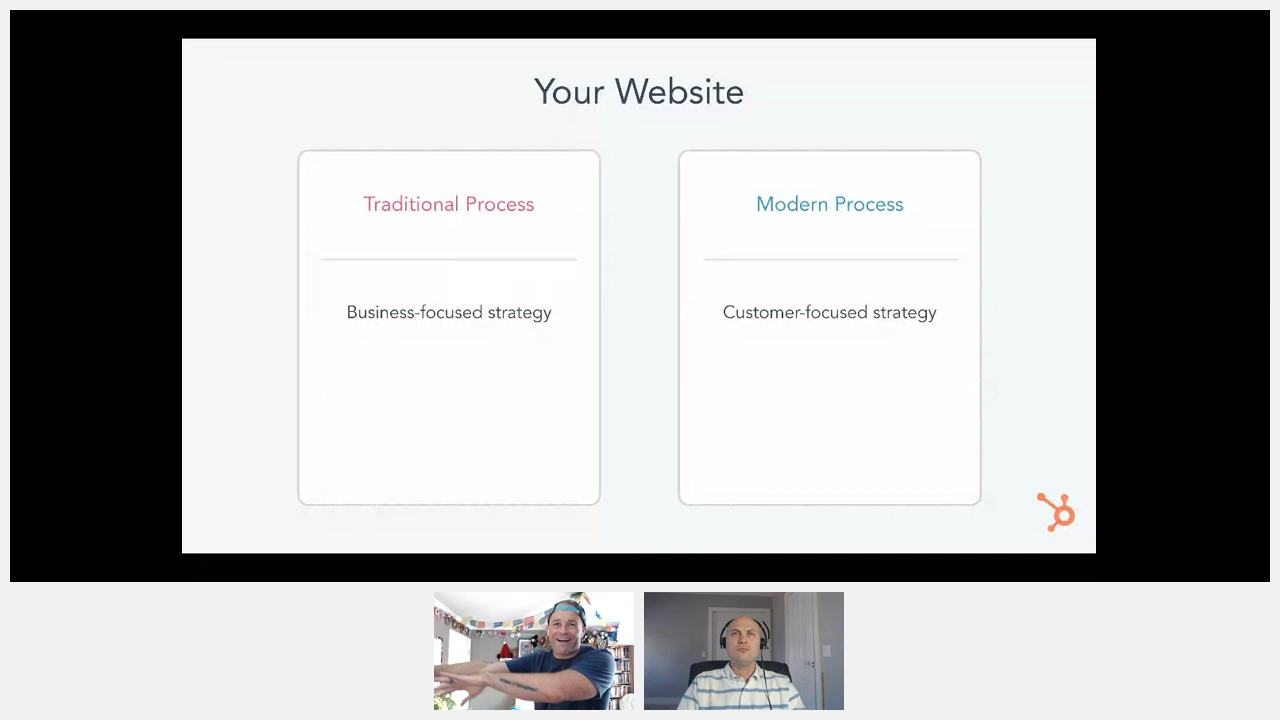 Your Website
Traditional Process
Business-focused strategy
Modern Process
Customer-focused strategy